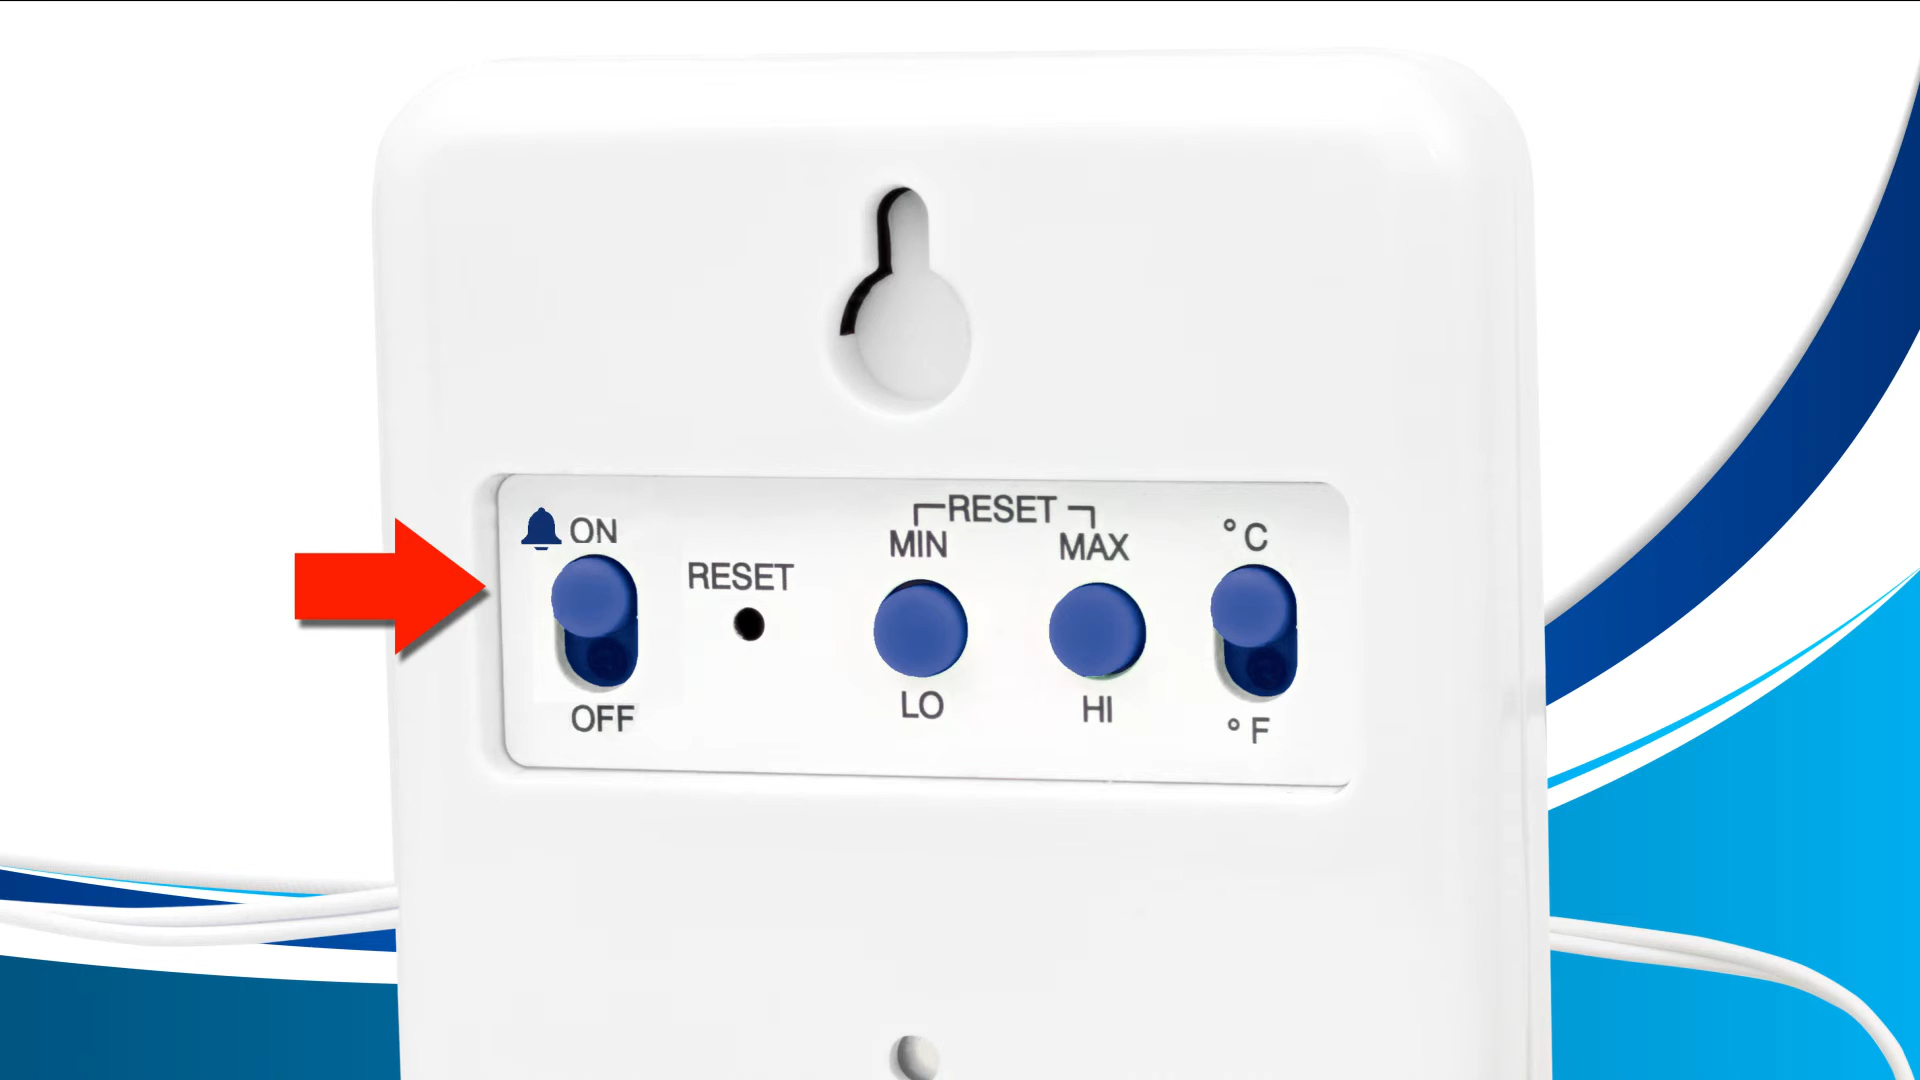 ON
OFF
RESET
RESET
MIN MAX
LO HI
°C
°F